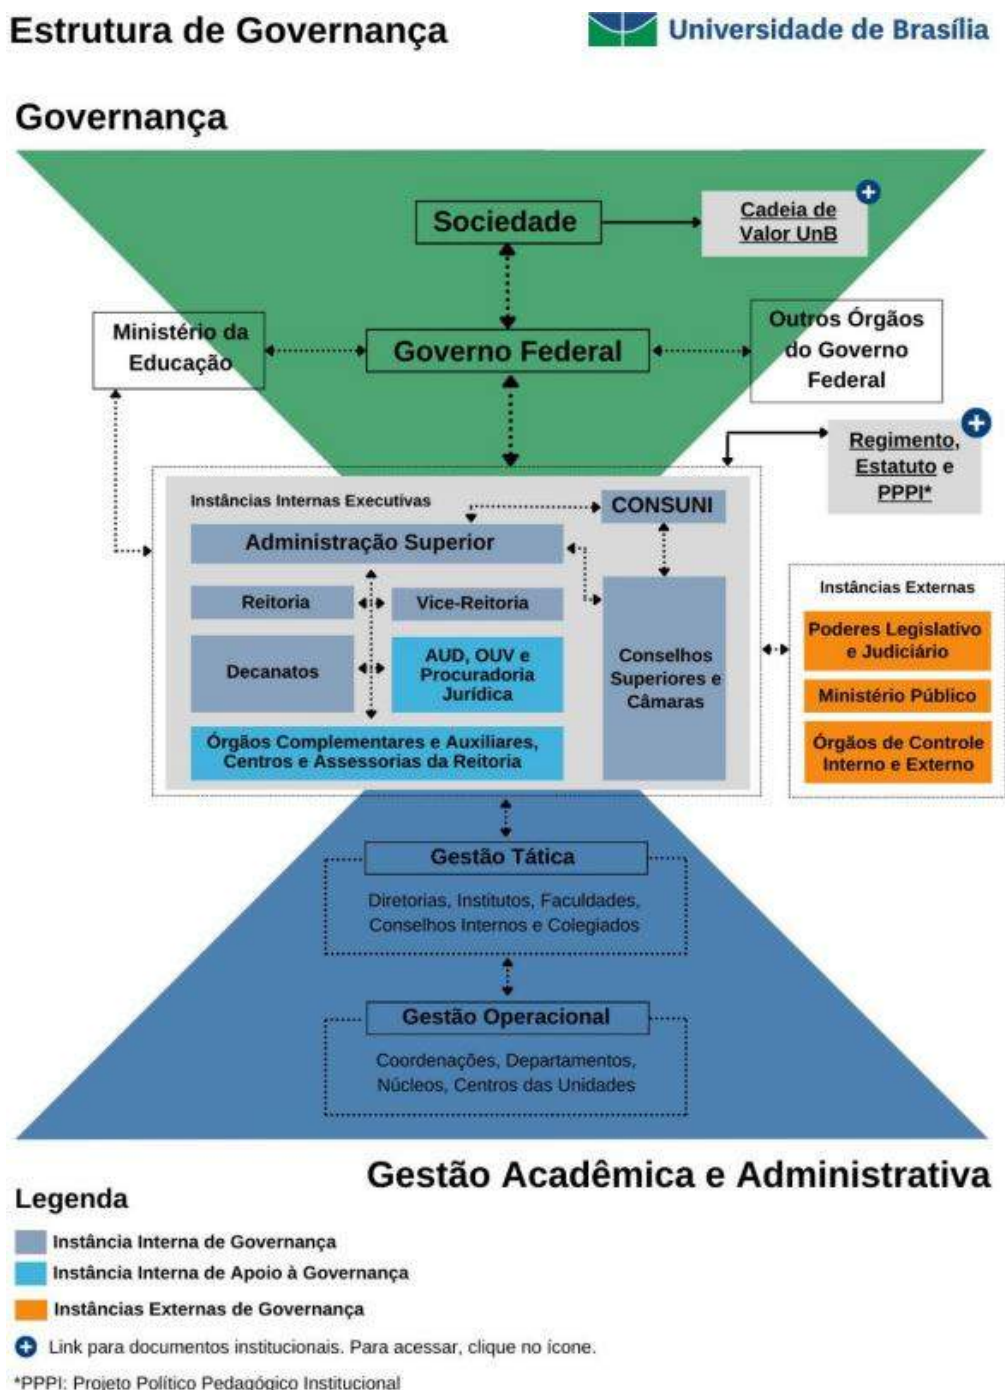 Estrutura de Governança
Universidade de Brasília
Governança
Sociedade
Cadeia de
Valor UnB
Ministério da
Educação
Governo Federal
Outros Órgãos
do Governo
Federal
Regimento,
Estatuto e
PPPI*
Instâncias Internas Executivas
CONSUNI
Administração Superior
Reitoria
Vice-Reitoria
Decanatos
AUD, OUV e
Procuradoria
Jurídica
Conselhos
Superiores e
Câmaras
Órgãos Complementares e Auxiliares,
Centros e Assessorias da Reitoria
Instâncias Externas
Poderes Legislativo
e Judiciário
Ministério Público
Órgãos de Controle
Interno e Externo
Gestão Tática
Diretorias, Institutos, Faculdades,
Conselhos Internos e Colegiados
Gestão Operacional
Coordenações, Departamentos,
Núcleos, Centros das Unidades
Gestão Acadêmica e Administrativa
Legenda
Instância Interna de Governança
Instância Interna de Apoio à Governança
Instâncias Externas de Governança
Link para documentos institucionais. Para acessar, clique no ícone.
*PPPI: Projeto Político Pedagógico Institucional